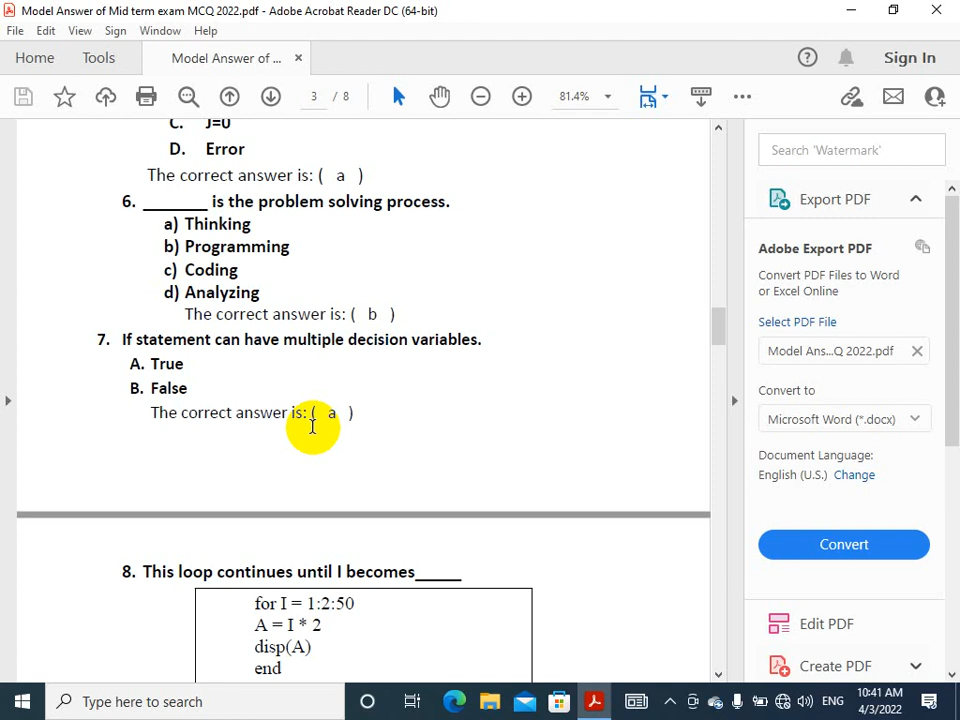 Model Answer of Mid term exam MCQ 2022.pdf - Adobe Acrobat Reader DC (64-bit)
File Edit View Sign Window Help
Home Tools Model Answer of ... × Sign In
3 / 8 81.4%
C. J=0
D. Error
The correct answer is: ( a )
6. _______ is the problem solving process.
a) Thinking
b) Programming
c) Coding
d) Analyzing
The correct answer is: ( b )
7. If statement can have multiple decision variables.
A. True
B. False
The correct answer is: ( a )
8. This loop continues until I becomes_____
for I = 1:2:50
A = I * 2
disp(A)
end
Search 'Watermark'
Export PDF
Adobe Export PDF
Convert PDF Files to Word
or Excel Online
Select PDF File
Model Ans...Q 2022.pdf
Convert to
Microsoft Word (*.docx)
Document Language:
English (U.S.) Change
Convert
Edit PDF
Create PDF
Type here to search
ENG
10:41 AM
4/3/2022